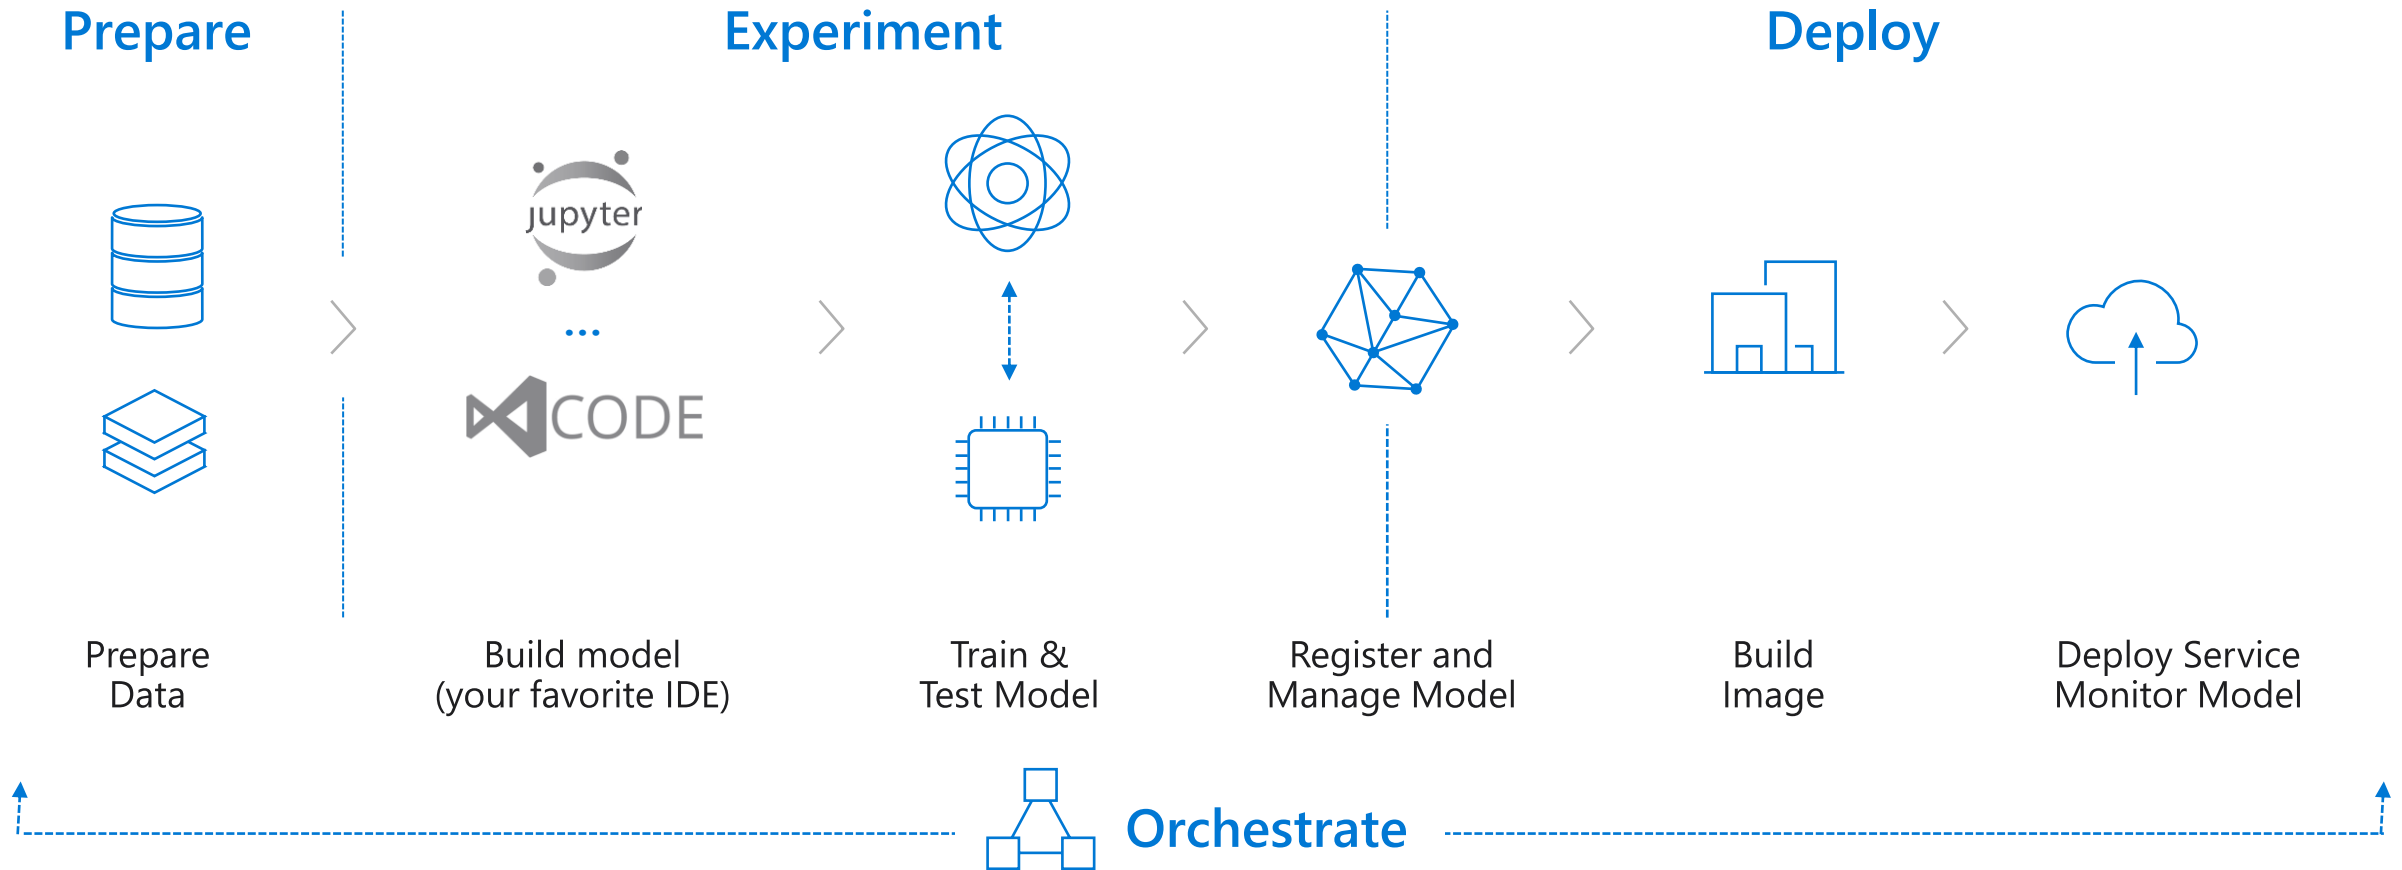 Prepare
Experiment
Deploy
jupyter
...
CODE
Prepare
Data
Build model
(your favorite IDE)
Train &
Test Model
Register and
Manage Model
Build
Image
Deploy Service
Monitor Model
Orchestrate